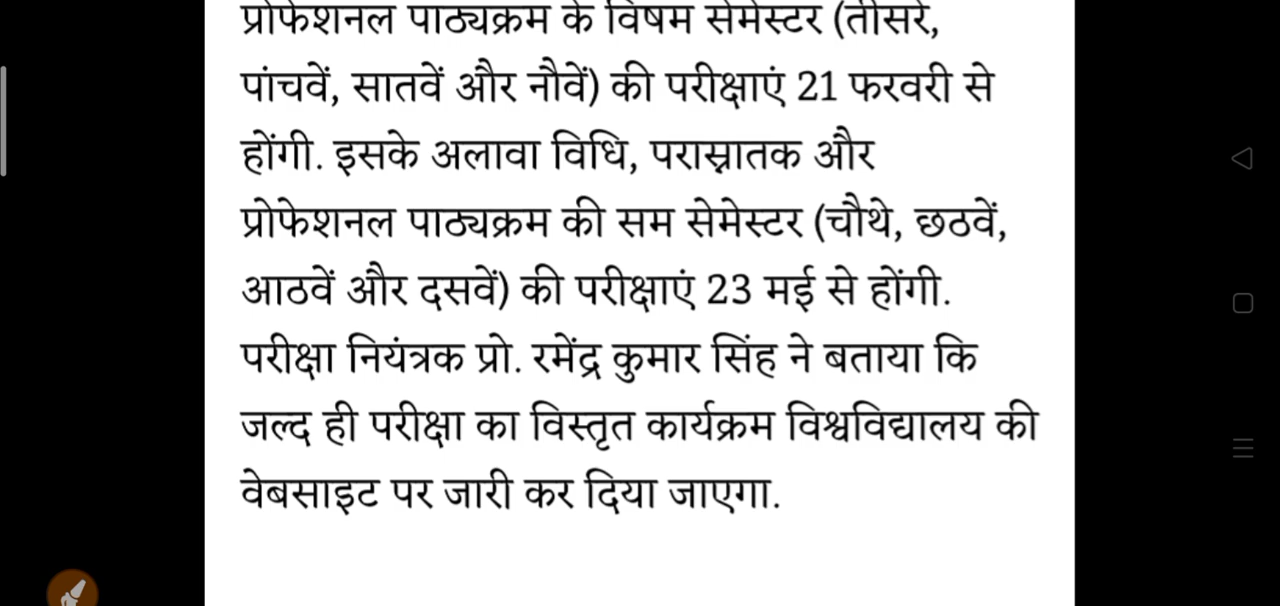 प्रोफेशनल पाठ्यक्रम के विषम सेमेस्टर (तीसरे,
पांचवें, सातवें और नौवें) की परीक्षाएं 21 फरवरी से
होंगी. इसके अलावा विधि, परास्नातक और
प्रोफेशनल पाठ्यक्रम की सम सेमेस्टर (चौथे, छठवें,
आठवें और दसवें) की परीक्षाएं 23 मई से होंगी.
परीक्षा नियंत्रक प्रो. रमेंद्र कुमार सिंह ने बताया कि
जल्द ही परीक्षा का विस्तृत कार्यक्रम विश्वविद्यालय की
वेबसाइट पर जारी कर दिया जाएगा.